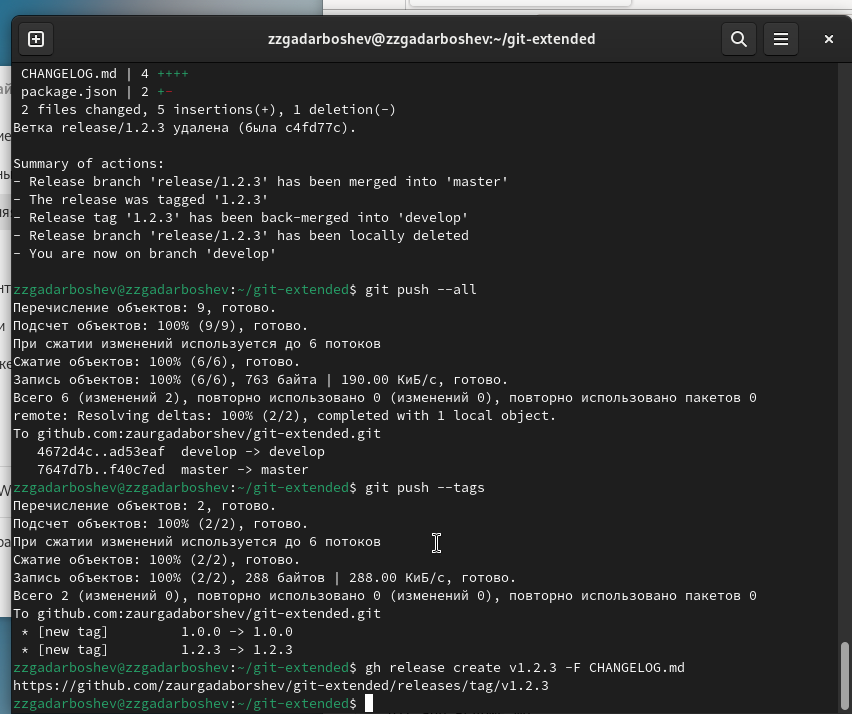 zzgadarboshev@zzgadarboshev:~/git-extended
CHANGELOG.md | 4 ++++
package.json | 2 +-
2 files changed, 5 insertions(+), 1 deletion(-)
Ветка release/1.2.3 удалена (была c4fd77c).
Summary of actions:
- Release branch 'release/1.2.3' has been merged into 'master'
- The release was tagged '1.2.3'
- Release tag '1.2.3' has been back-merged into 'develop'
- Release branch 'release/1.2.3' has been locally deleted
- You are now on branch 'develop'
zzgadarboshev@zzgadarboshev:~/git-extended$ git push --all
Перечисление объектов: 9, готово.
Подсчет объектов: 100% (9/9), готово.
При сжатии изменений используется до 6 потоков
Сжатие объектов: 100% (6/6), готово.
Запись объектов: 100% (6/6), 763 байта | 190.00 КиБ/с, готово.
Всего 6 (изменений 2), повторно использовано 0 (изменений 0), повторно использовано пакетов 0
remote: Resolving deltas: 100% (2/2), completed with 1 local object.
To github.com:zaurgadaborshev/git-extended.git
4672d4c..ad53eaf  develop -> develop
7647d7b..f40c7ed  master -> master
zzgadarboshev@zzgadarboshev:~/git-extended$ git push --tags
Перечисление объектов: 2, готово.
Подсчет объектов: 100% (2/2), готово.
При сжатии изменений используется до 6 потоков
Сжатие объектов: 100% (2/2), готово.
Запись объектов: 100% (2/2), 288 байтов | 288.00 КиБ/с, готово.
Всего 2 (изменений 0), повторно использовано 0 (изменений 0), повторно использовано пакетов 0
To github.com:zaurgadaborshev/git-extended.git
* [new tag]         1.0.0 -> 1.0.0
* [new tag]         1.2.3 -> 1.2.3
zzgadarboshev@zzgadarboshev:~/git-extended$ gh release create v1.2.3 -F CHANGELOG.md
https://github.com/zaurgadaborshev/git-extended/releases/tag/v1.2.3
zzgadarboshev@zzgadarboshev:~/git-extended$